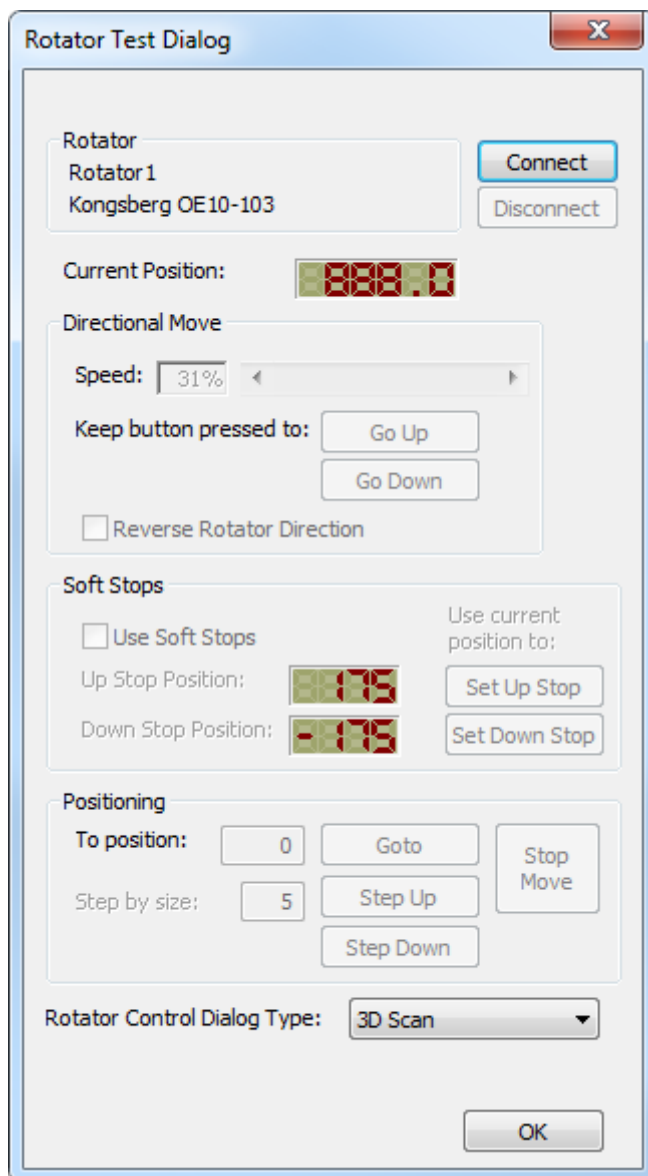 Rotator Test Dialog
Rotator
Rotator1
Kongsberg OE10-103
Connect
Disconnect
Current Position: 888.0
Directional Move
Speed: 31%
Keep button pressed to: Go Up
Go Down
Reverse Rotator Direction
Soft Stops
Use Soft Stops
Use current
position to:
Up Stop Position: 175 Set Up Stop
Down Stop Position: -175 Set Down Stop
Positioning
To position: 0 Goto
Stop
Move
Step by size: 5 Step Up
Step Down
Rotator Control Dialog Type: 3D Scan
OK